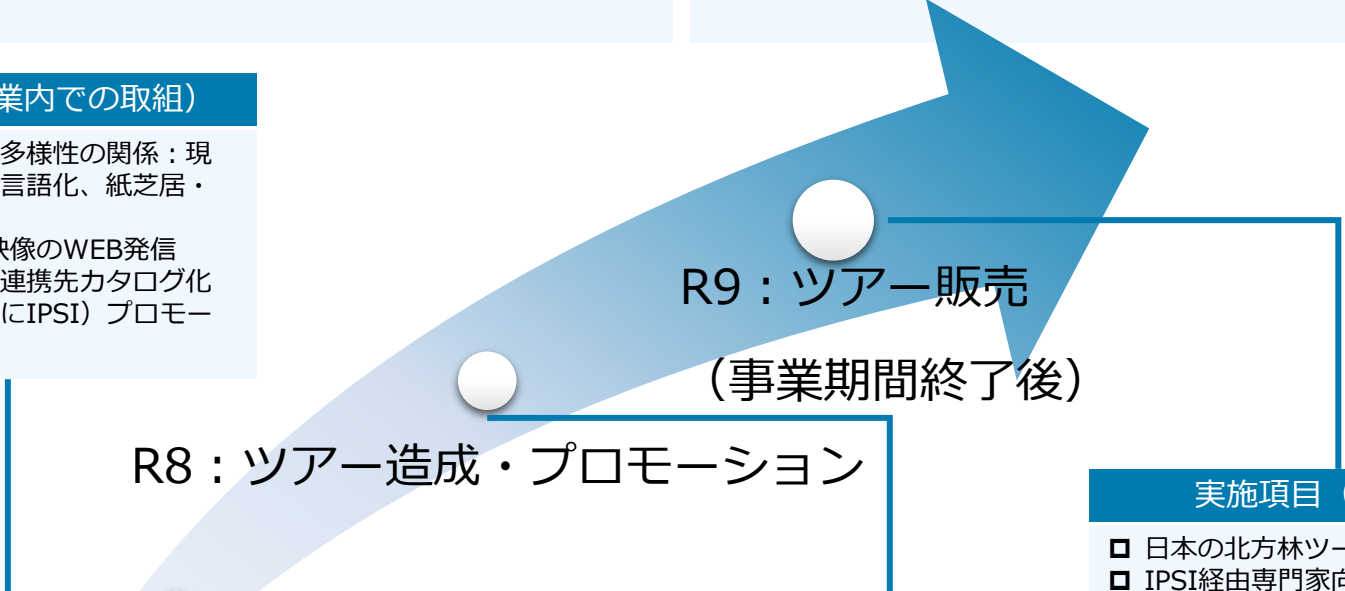 業内での取組）
多様性の関係：現
言語化、紙芝居・
映像のWEB発信
連携先カタログ化
にIPSI）プロモー
R9：ツアー販売
（事業期間終了後）
R8：ツアー造成・プロモーション
実施項目（
日本の北方林ツー
IPSI経由専門家向